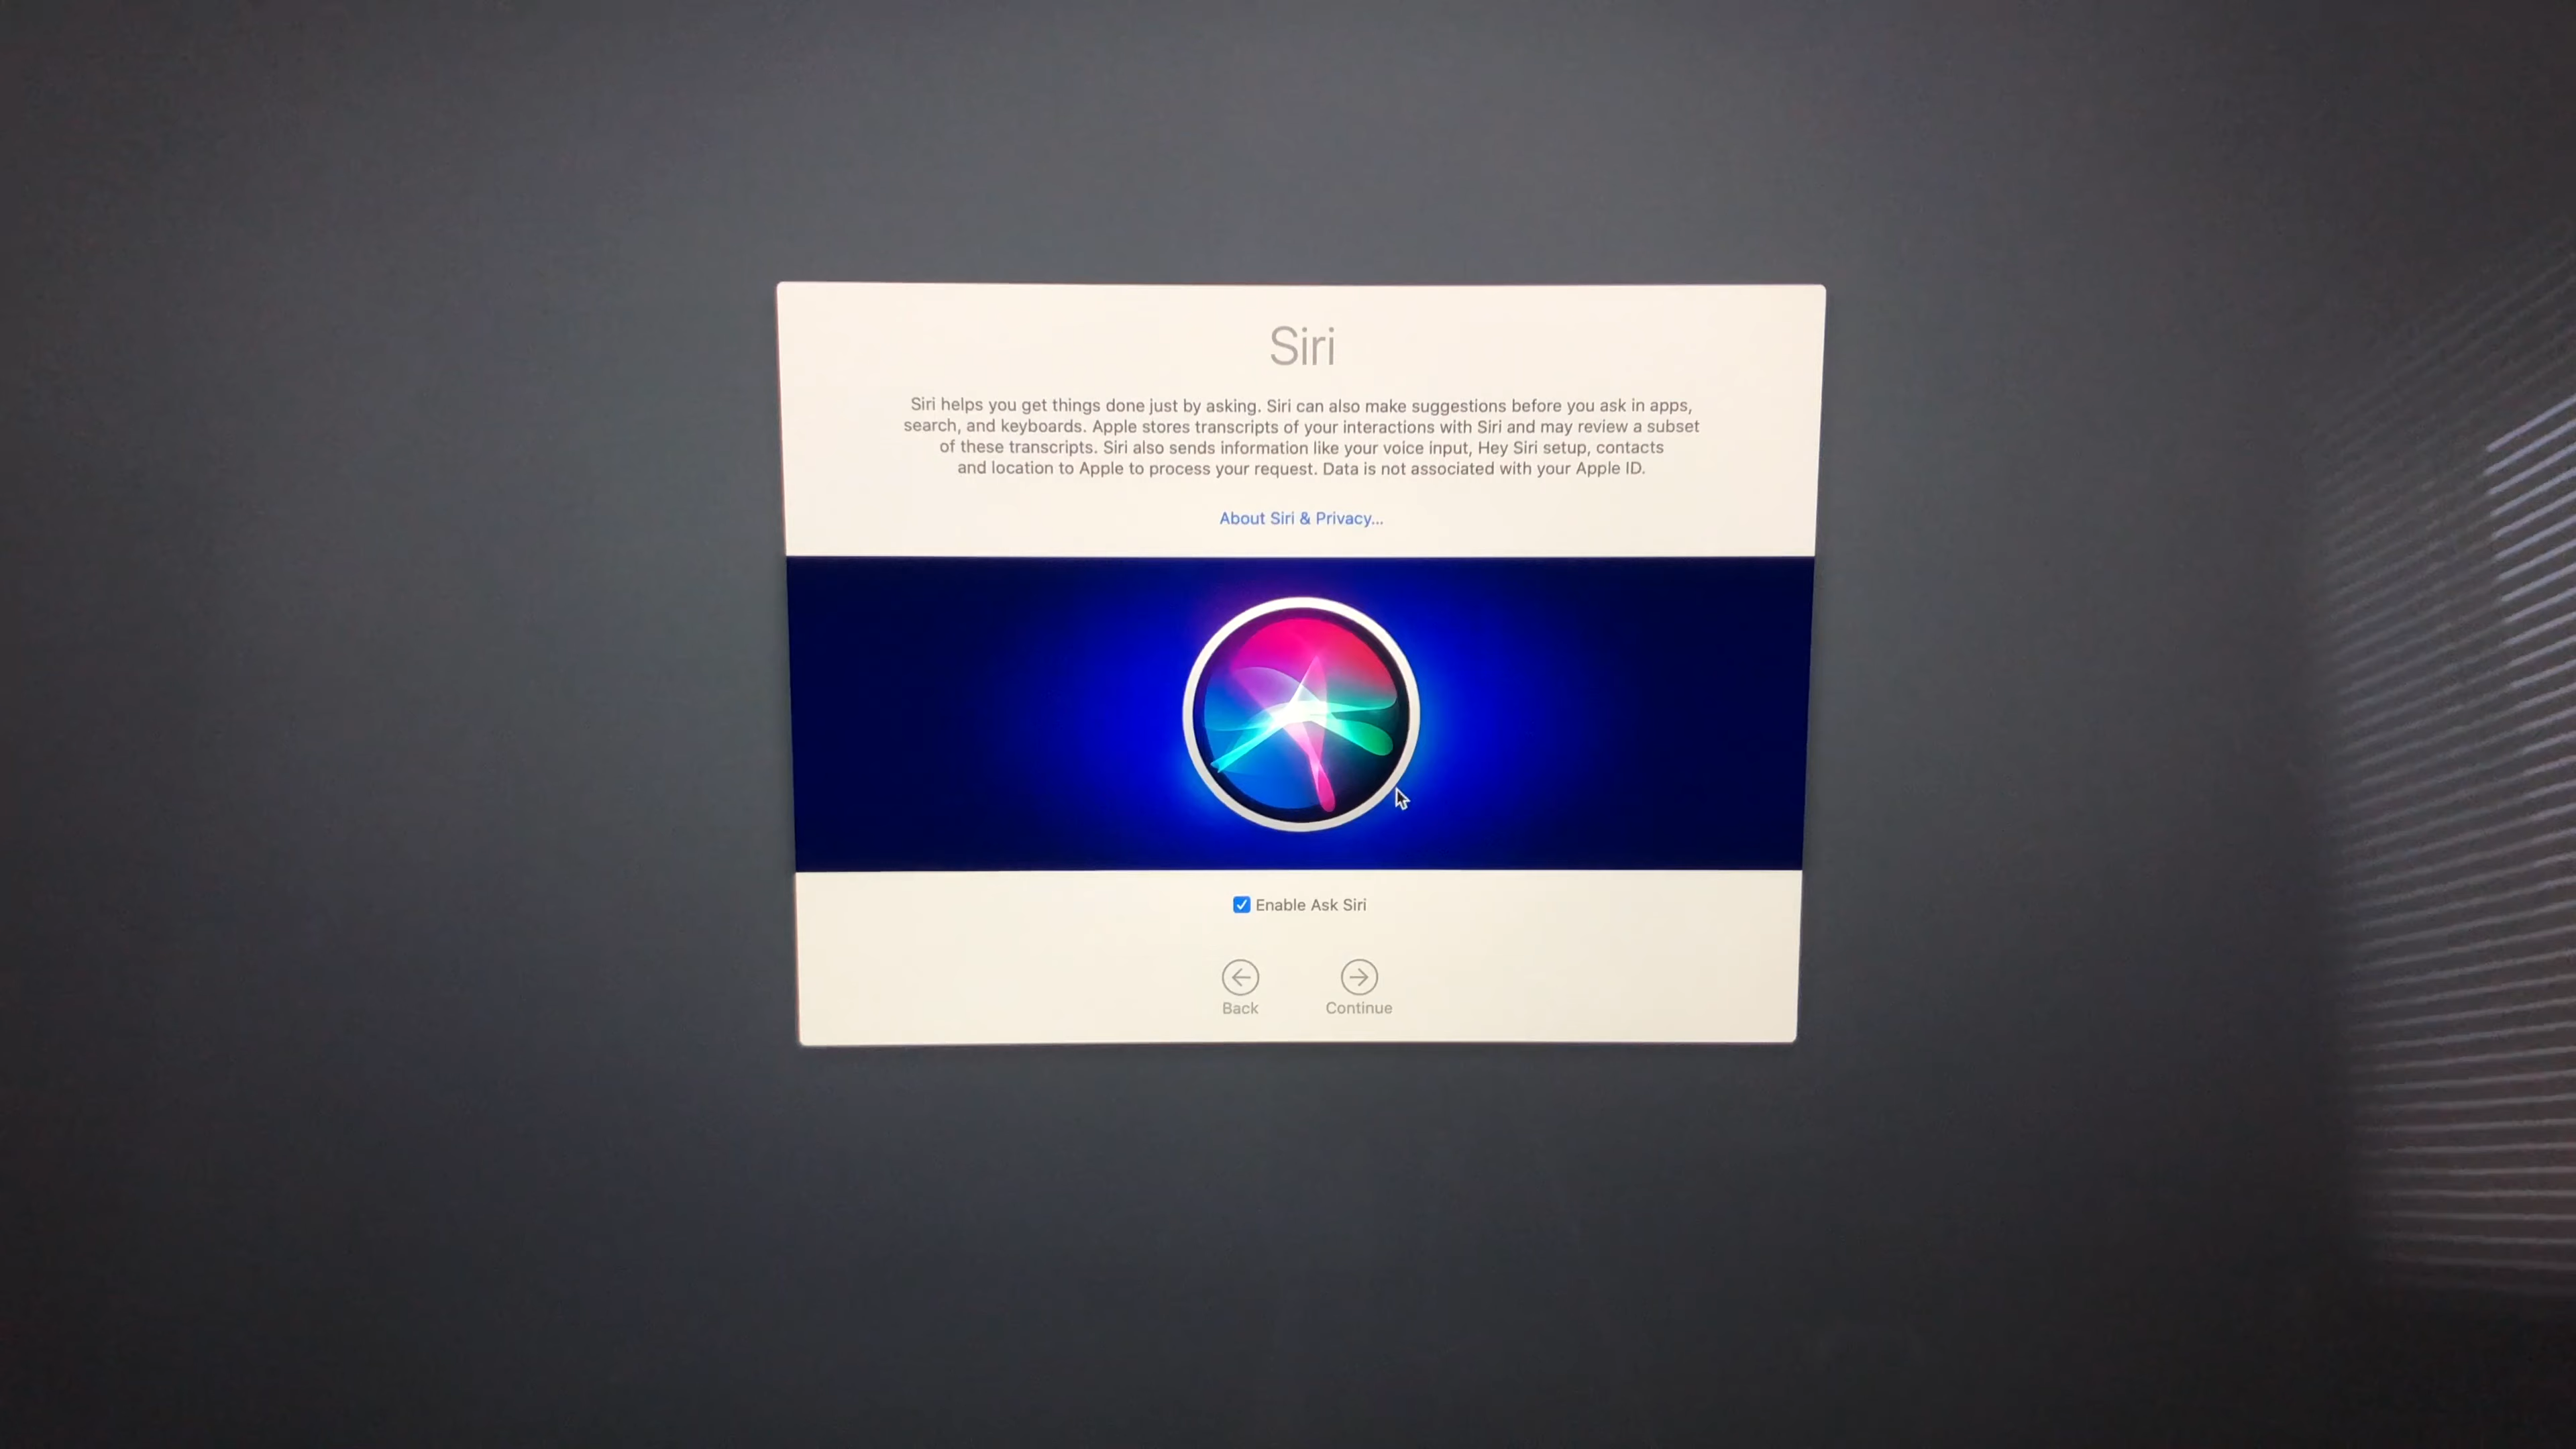 Siri
Siri helps you get things done just by asking. Siri can also make suggestions before you ask in apps,
search, and keyboards. Apple stores transcripts of your interactions with Siri and may review a subset
of these transcripts. Siri also sends information like your voice input, Hey Siri setup, contacts
and location to Apple to process your request. Data is not associated with your Apple ID.
About Siri & Privacy...
Enable Ask Siri
Back
Continue